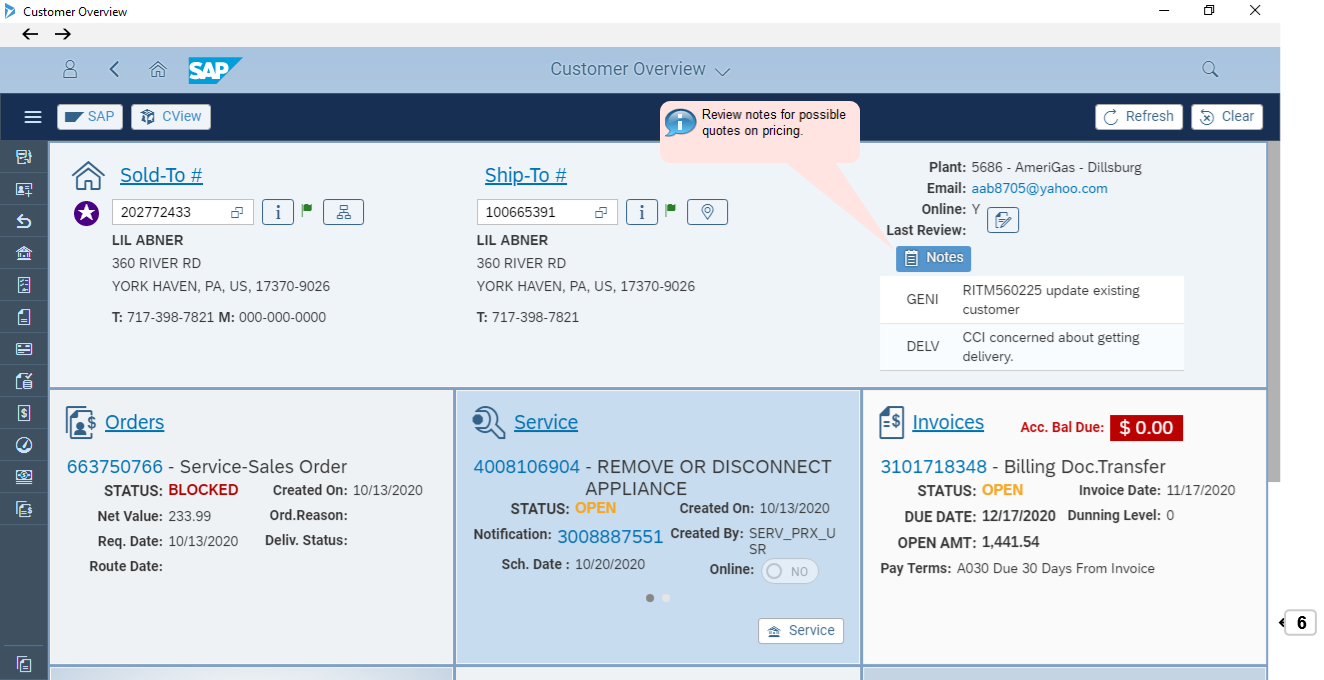 Customer Overview
SAP
Customer Overview
SAP
CView
Refresh
Clear
Review notes for possible
quotes on pricing.
Sold-To #
202772433
i
LIL ABNER
360 RIVER RD
YORK HAVEN, PA, US, 17370-9026
T: 717-398-7821 M: 000-000-0000
Ship-To #
100665391
i
LIL ABNER
360 RIVER RD
YORK HAVEN, PA, US, 17370-9026
T: 717-398-7821
Plant: 5686 - AmeriGas - Dillsburg
Email: aab8705@yahoo.com
Online: Y
Last Review:
Notes
GENI RITM560225 update existing
customer
DELV CCI concerned about getting
delivery.
Orders
663750766 - Service-Sales Order
STATUS: BLOCKED Created On: 10/13/2020
Net Value: 233.99 Ord.Reason:
Req. Date: 10/13/2020 Deliv. Status:
Route Date:
Service
4008106904 - REMOVE OR DISCONNECT
APPLIANCE
STATUS: OPEN Created On: 10/13/2020
Notification: 3008887551 Created By: SERV_PRX_U
SR
Sch. Date : 10/20/2020 Online: NO
Service
Invoices Acc. Bal Due: $ 0.00
3101718348 - Billing Doc.Transfer
STATUS: OPEN Invoice Date: 11/17/2020
DUE DATE: 12/17/2020 Dunning Level: 0
OPEN AMT: 1,441.54
Pay Terms: A030 Due 30 Days From Invoice
6